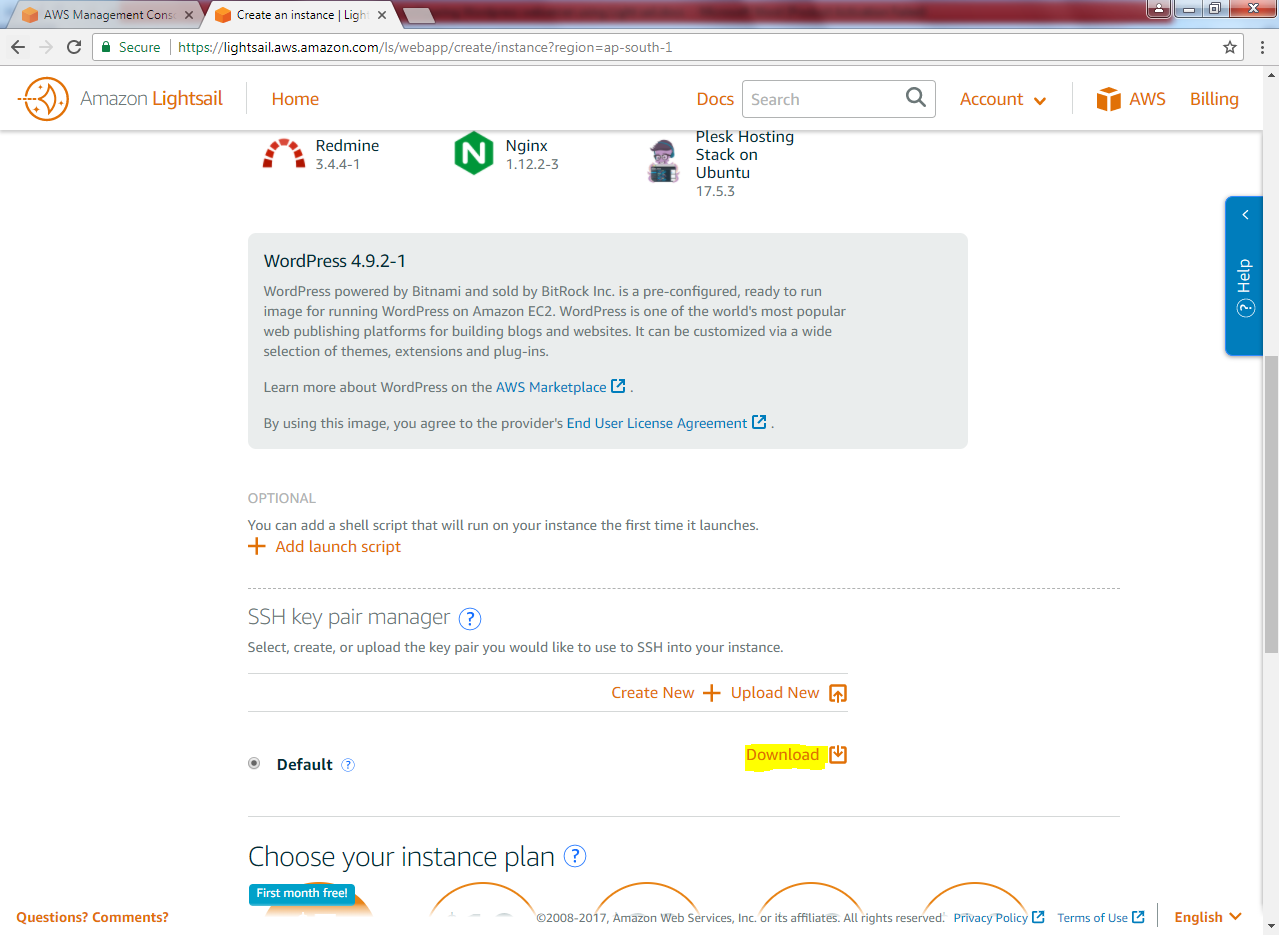 AWS Management Cons
Create an instance | Ligh
Secure
https://lightsail.aws.amazon.com/ls/webapp/create/instance?region=ap-south-1
Amazon Lightsail
Home
Docs
Search
Account
AWS
Billing
Redmine
3.4.4-1
Nginx
1.12.2-3
Plesk Hosting
Stack on
Ubuntu
17.5.3
Help
WordPress 4.9.2-1
WordPress powered by Bitnami and sold by BitRock Inc. is a pre-configured, ready to run
image for running WordPress on Amazon EC2. WordPress is one of the world's most popular
web publishing platforms for building blogs and websites. It can be customized via a wide
selection of themes, extensions and plug-ins.
Learn more about WordPress on the AWS Marketplace .
By using this image, you agree to the provider's End User License Agreement .
OPTIONAL
You can add a shell script that will run on your instance the first time it launches.
Add launch script
SSH key pair manager ?
Select, create, or upload the key pair you would like to use to SSH into your instance.
Create New
Upload New
Default ?
Download
Choose your instance plan ?
First month free!
Questions? Comments?
©2008-2017, Amazon Web Services, Inc. or its affiliates. All rights reserved.
Privacy Policy
Terms of Use
English